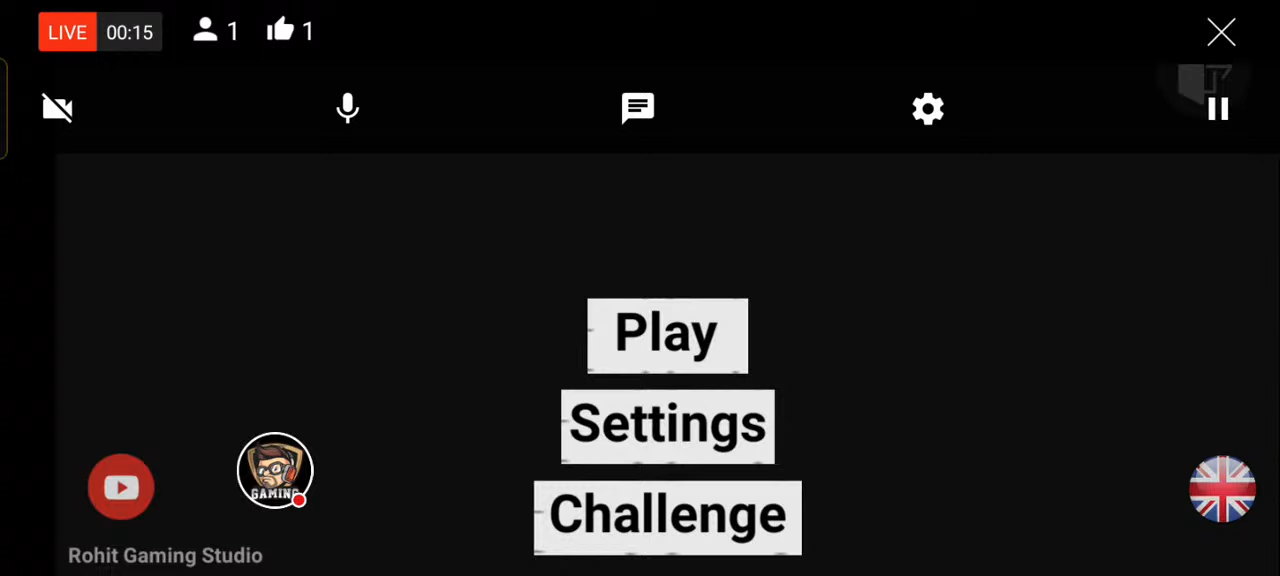 LIVE 00:15 1 1
Play
Settings
GAMING
Challenge
Rohit Gaming Studio